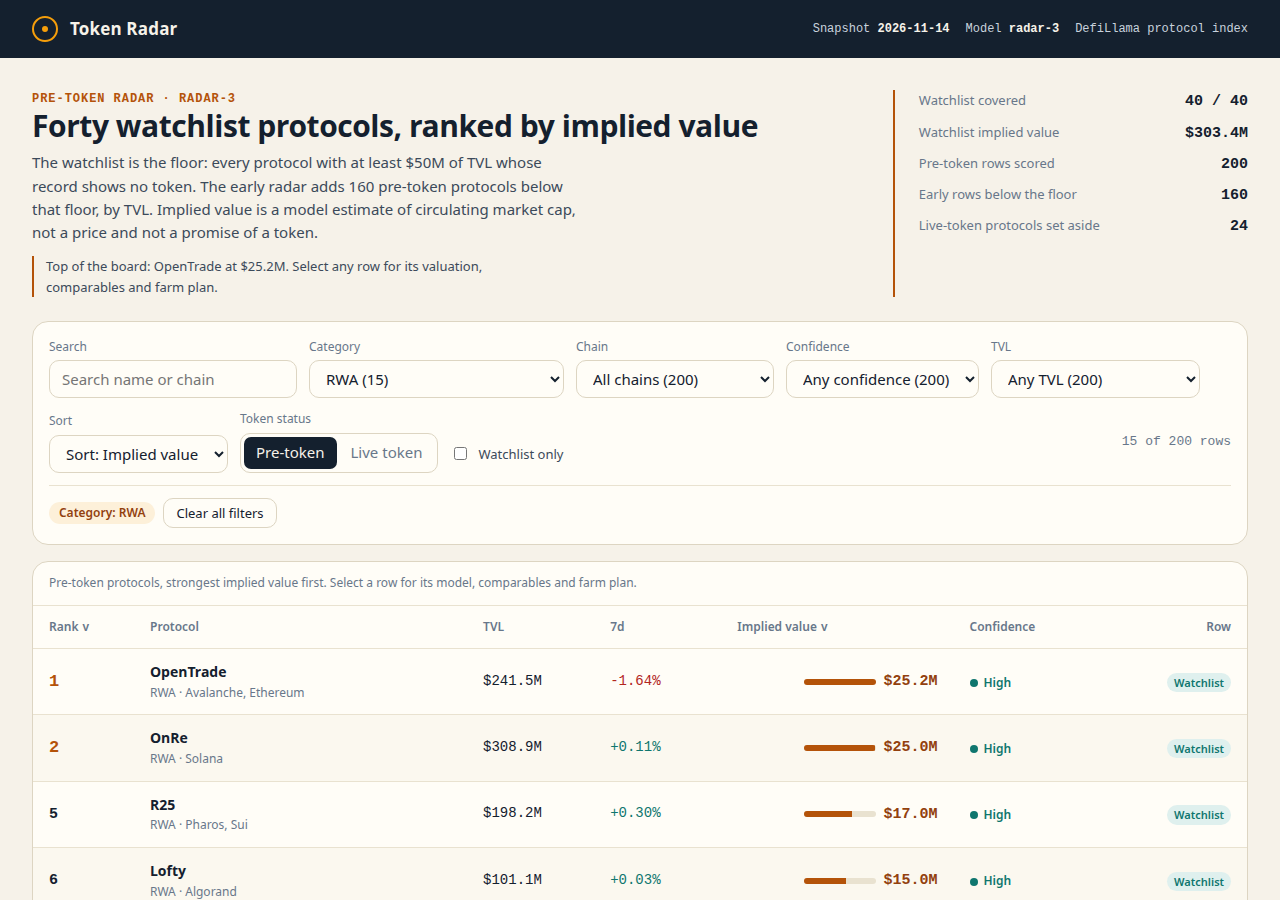 Token Radar
Snapshot 2026-11-14 Model radar-3 DefiLlama protocol index
PRE-TOKEN RADAR · RADAR-3
Forty watchlist protocols, ranked by implied value
The watchlist is the floor: every protocol with at least $50M of TVL whose
record shows no token. The early radar adds 160 pre-token protocols below
that floor, by TVL. Implied value is a model estimate of circulating market cap,
not a price and not a promise of a token.
Top of the board: OpenTrade at $25.2M. Select any row for its valuation,
comparables and farm plan.
Watchlist covered 40 / 40
Watchlist implied value $303.4M
Pre-token rows scored 200
Early rows below the floor 160
Live-token protocols set aside 24
Search Category Chain Confidence TVL
Search name or chain RWA (15) All chains (200) Any confidence (200) Any TVL (200)
Sort Token status
Sort: Implied value Pre-token Live token Watchlist only 15 of 200 rows
Category: RWA Clear all filters
Pre-token protocols, strongest implied value first. Select a row for its model, comparables and farm plan.
Rank v Protocol TVL 7d Implied value v Confidence Row
1 OpenTrade $241.5M -1.64% $25.2M High Watchlist
RWA · Avalanche, Ethereum
2 OnRe $308.9M +0.11% $25.0M High Watchlist
RWA · Solana
5 R25 $198.2M +0.30% $17.0M High Watchlist
RWA · Pharos, Sui
6 Lofty $101.1M +0.03% $15.0M High Watchlist
RWA · Algorand